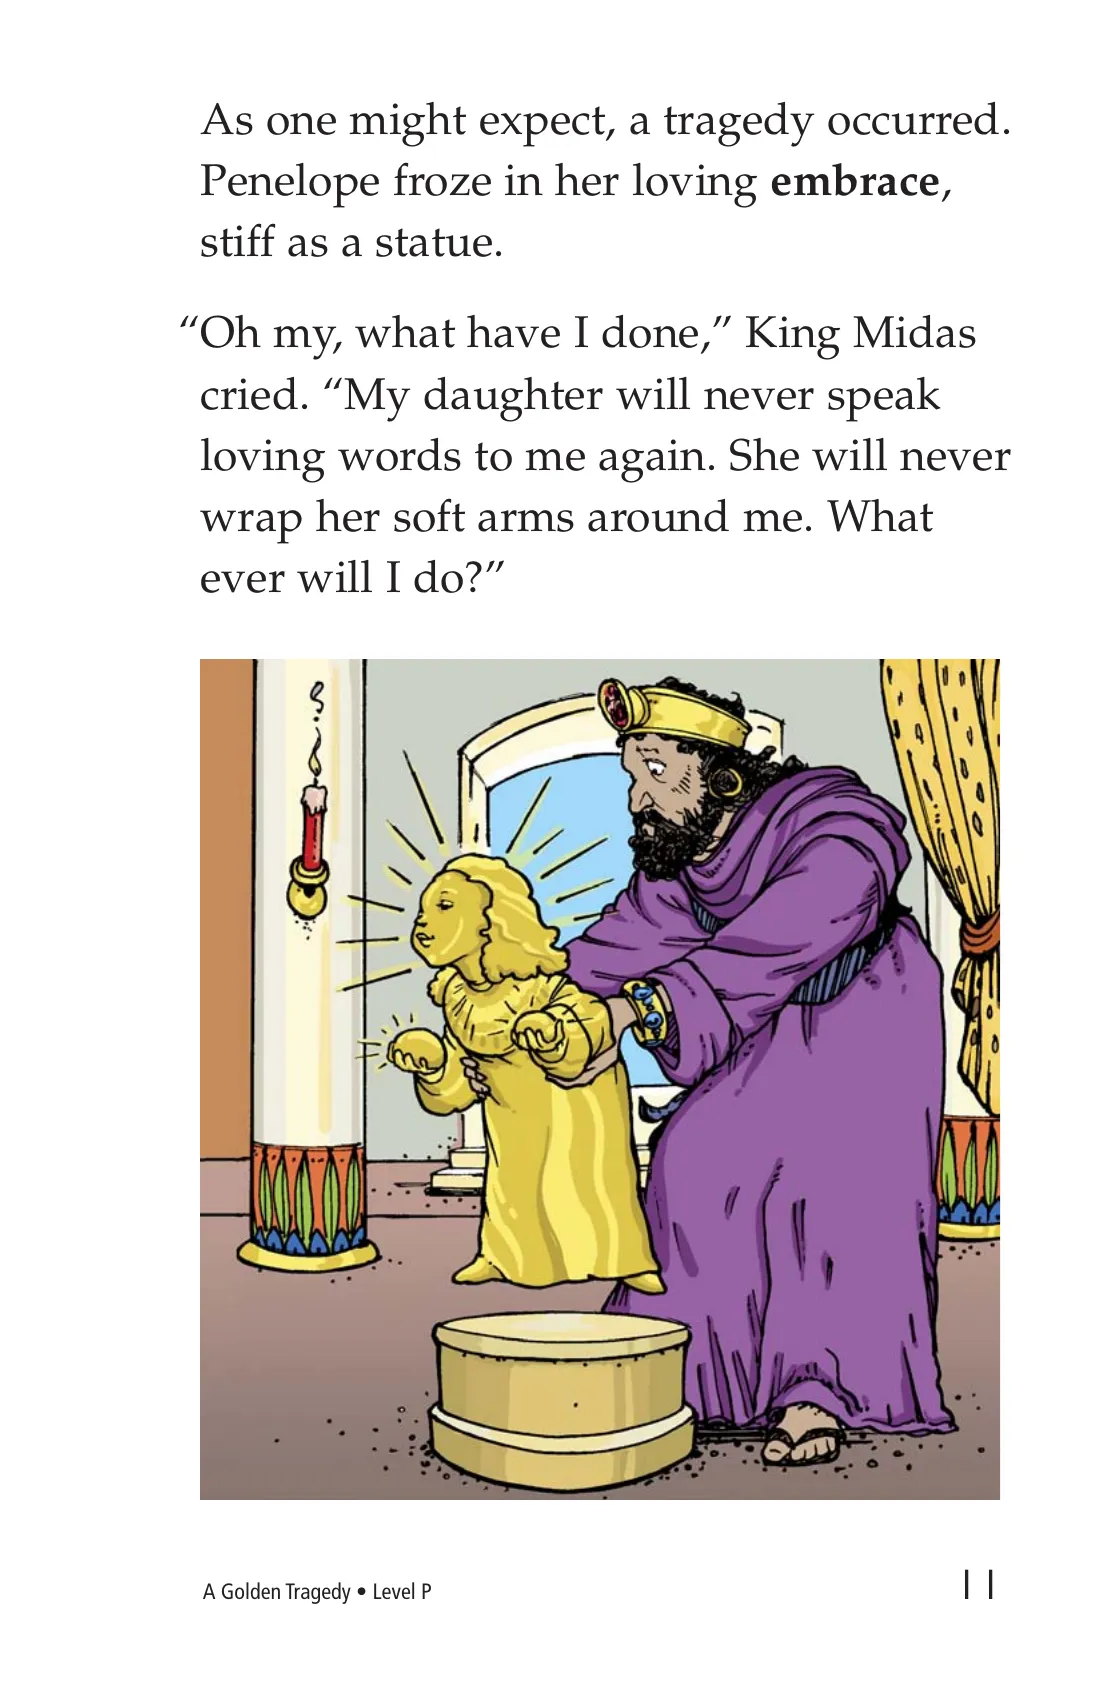 As one might expect, a tragedy occurred.
Penelope froze in her loving embrace,
stiff as a statue.
“Oh my, what have I done,” King Midas
cried. “My daughter will never speak
loving words to me again. She will never
wrap her soft arms around me. What
ever will I do?”
A Golden Tragedy • Level P
11